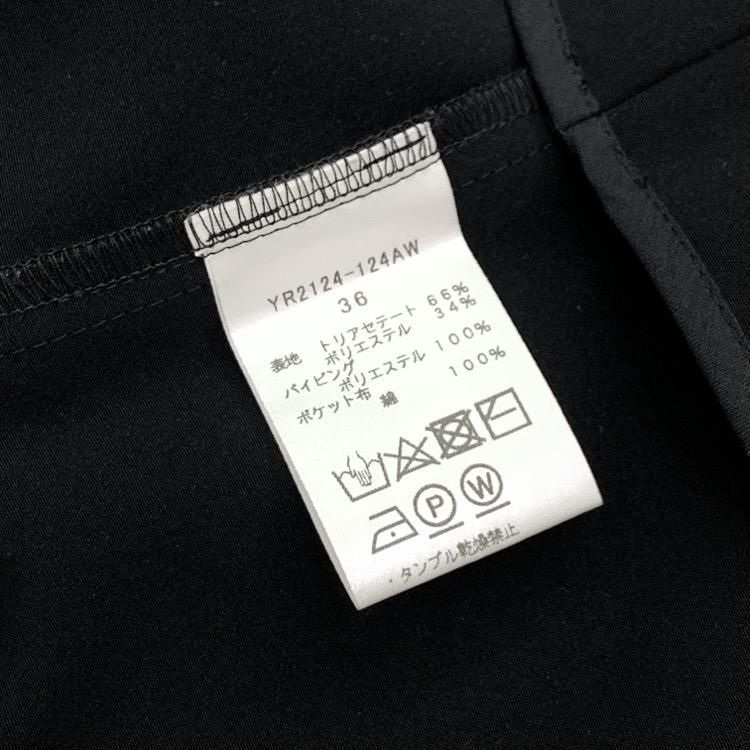 YR2124-124AW
36
表地 トリアセテート 66%
ポリエステル 34%
パイピング
ポリエステル 100%
ポケット布 綿 100%
P W
・タンブル乾燥禁止